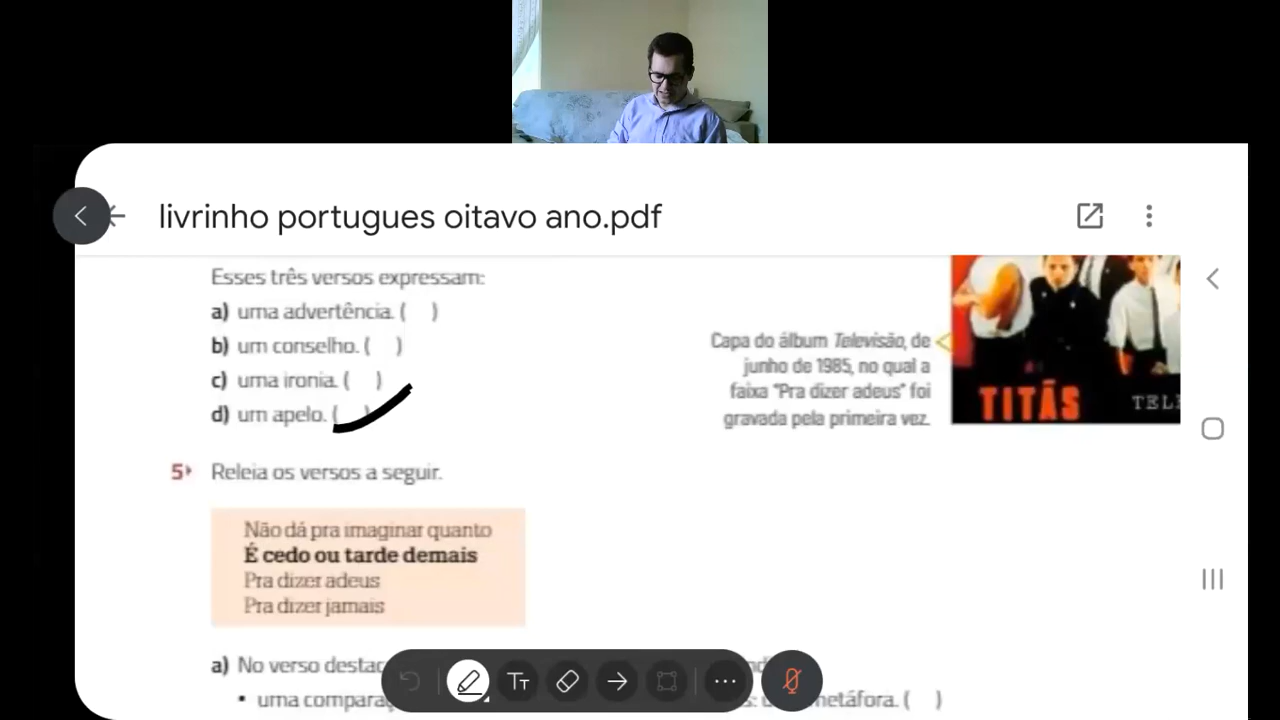 livrinho portugues oitavo ano.pdf
Esses três versos expressam:
a) uma advertência. ( )
b) um conselho. ( )
c) uma ironia. ( )
d) um apelo. ( )
Capa do álbum Televisão, de
junho de 1985, no qual a
faixa "Pra dizer adeus" foi
gravada pela primeira vez.
TITÃS
TELE
5 Releia os versos a seguir.
Não dá pra imaginar quanto
É cedo ou tarde demais
Pra dizer adeus
Pra dizer jamais
a) No verso
• uma metáfora. ( )
Tt